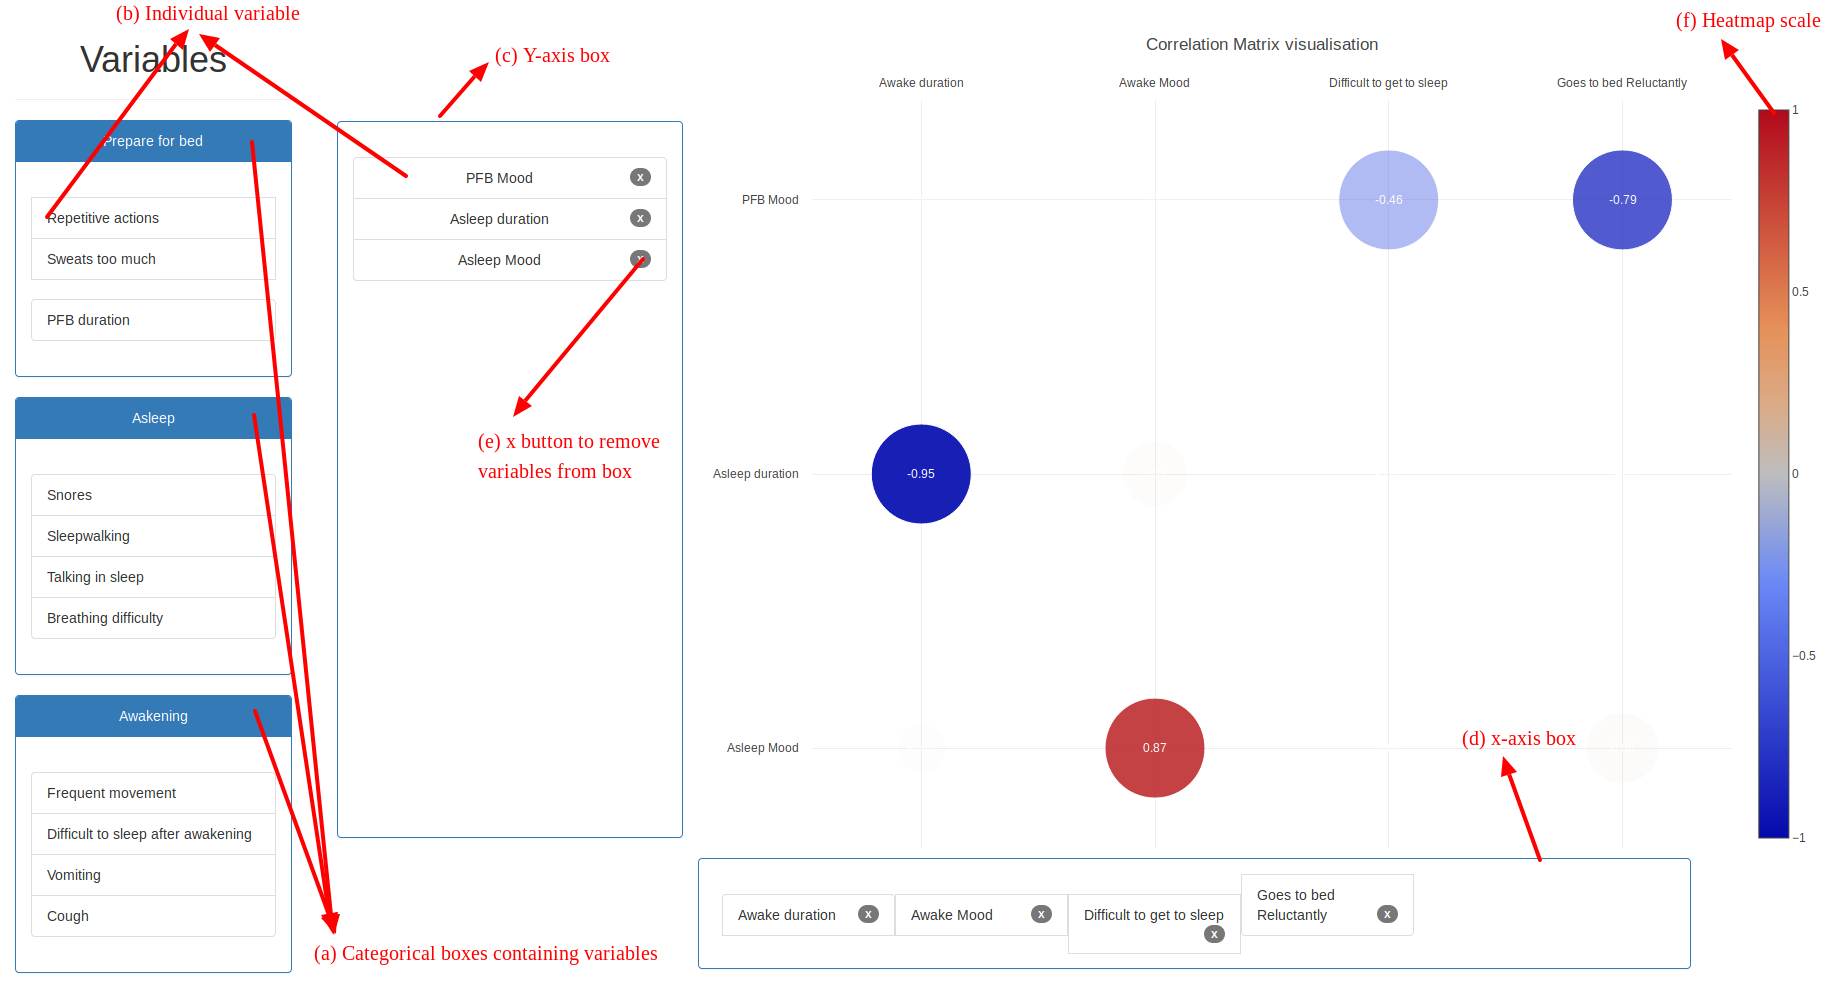 (b) Individual variable
(f) Heatmap scale
Variables
(c) Y-axis box
Correlation Matrix visualisation
Awake duration
Awake Mood
Difficult to get to sleep
Goes to bed Reluctantly
Prepare for bed
Repetitive actions
Sweats too much
PFB duration
Asleep
Snores
Sleepwalking
Talking in sleep
Breathing difficulty
Awakening
Frequent movement
Difficult to sleep after awakening
Vomiting
Cough
(a) Categorical boxes containing variables
PFB Mood x
Asleep duration x
Asleep Mood x
(e) x button to remove
variables from box
PFB Mood
-0.46
-0.79
Asleep duration
-0.95
Asleep Mood
0.87
1
0.5
0
−0.5
−1
(d) x-axis box
Awake duration x
Awake Mood x
Difficult to get to sleep
x
Goes to bed
Reluctantly x